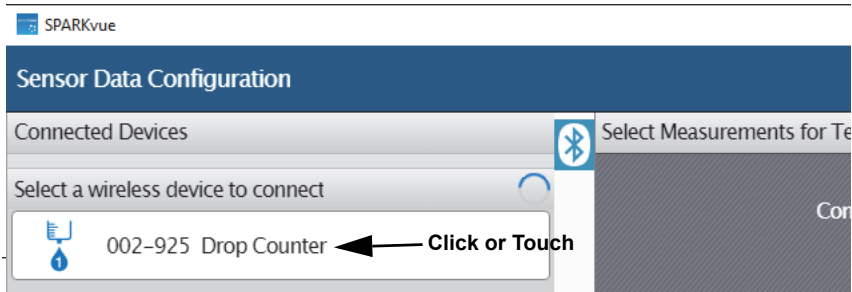 SPARKvue
Sensor Data Configuration
Connected Devices
Select Measurements for Te
Select a wireless device to connect
Con
1
002-925 Drop Counter
Click or Touch